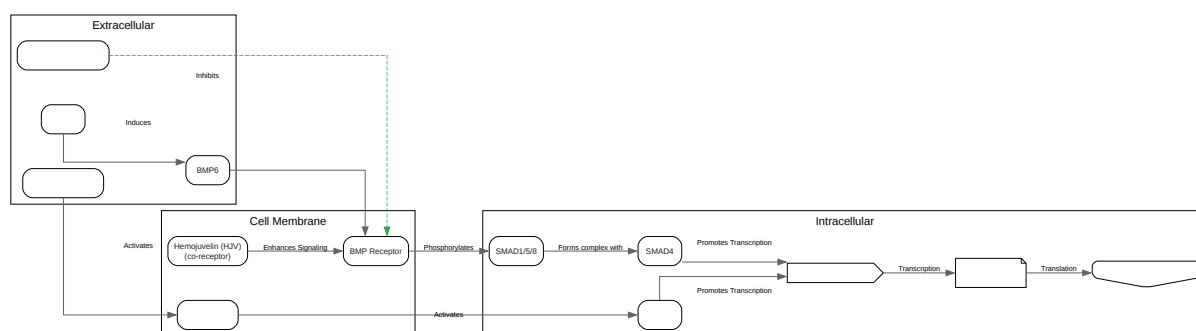 Extracellular
Inhibits
Induces
BMP6
Cell Membrane
Intracellular
Activates
Hemojuvelin (HJV)
(co-receptor)
Enhances Signaling
BMP Receptor
Phosphorylates
SMAD1/5/8
Forms complex with
SMAD4
Promotes Transcription
Transcription
Translation
Promotes Transcription
Activates